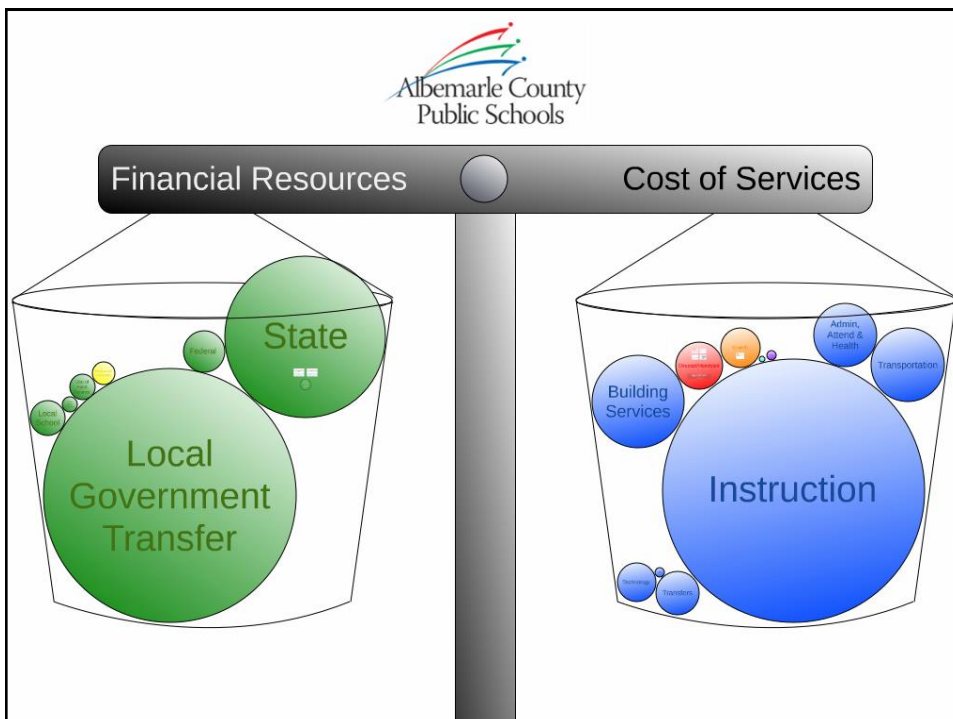 Albemarle County
Public Schools
Financial Resources
Cost of Services
State
Federal
Local
School
Local
Government
Transfer
Admin,
Attend &
Health
Transportation
Building
Services
Instruction
Technology
Transfers